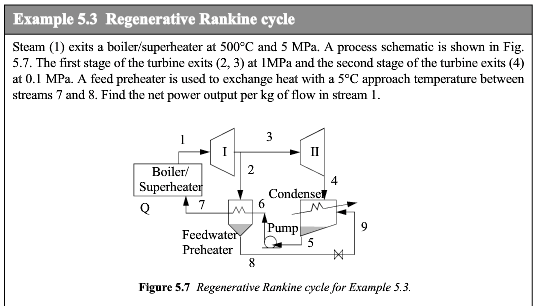 Example 5.3 Regenerative Rankine cycle
Steam (1) exits a boiler/superheater at 500°C and 5 MPa. A process schematic is shown in Fig.
5.7. The first stage of the turbine exits (2, 3) at 1MPa and the second stage of the turbine exits (4)
at 0.1 MPa. A feed preheater is used to exchange heat with a 5°C approach temperature between
streams 7 and 8. Find the net power output per kg of flow in stream 1.
1
I
3
II
2
Boiler/
Superheater
4
Condenser
Q
7
6
Pump
9
Feedwater
Preheater
5
8
Figure 5.7 Regenerative Rankine cycle for Example 5.3.